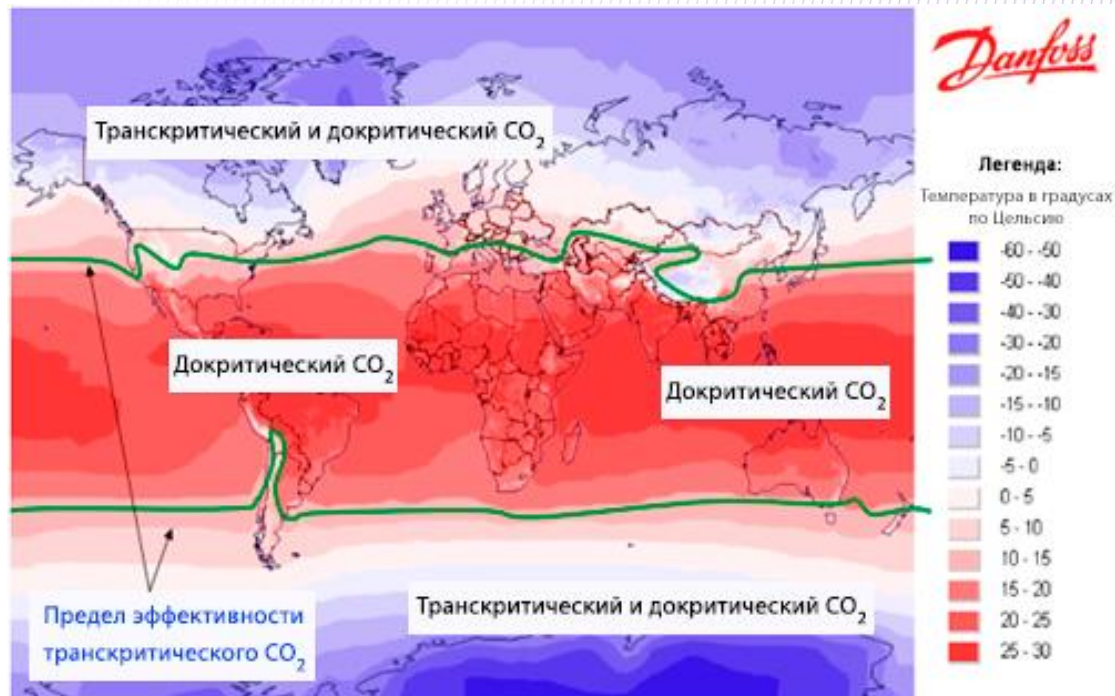 Danfoss
Транскритический и докритический CO₂
Докритический CO₂
Докритический CO₂
Транскритический и докритический CO₂
Предел эффективности
транскритического CO₂
Легенда:
Температура в градусах
по Цельсию
-60 - -50
-50 - -40
-40 - -30
-30 - -20
-20 - -15
-15 - -10
-10 - -5
-5 - 0
0 - 5
5 - 10
10 - 15
15 - 20
20 - 25
25 - 30